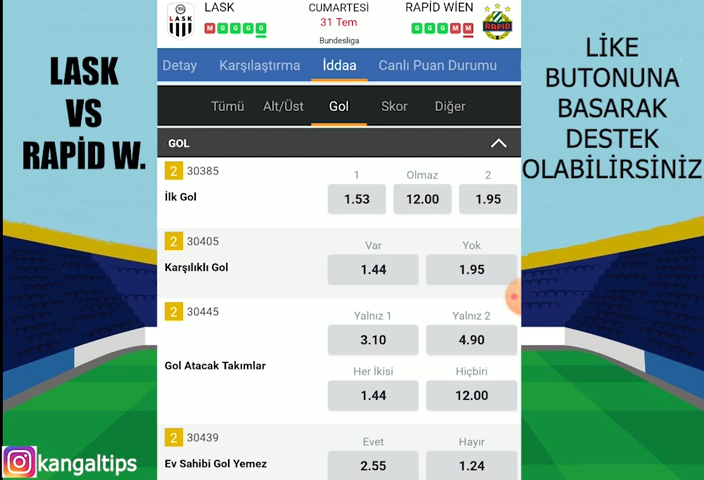 LASK
VS
RAPİD W.
LASK
M G G G G
CUMARTESİ
31 Tem
Bundesliga
RAPİD WİEN
G G G M M
LASK
RAPID
Detay Karşılaştırma İddaa Canlı Puan Durumu
Tümü Alt/Üst Gol Skor Diğer
GOL
2 30385
İlk Gol
1 Olmaz 2
1.53 12.00 1.95
2 30405
Karşılıklı Gol
Var Yok
1.44 1.95
2 30445
Gol Atacak Takımlar
Yalnız 1 Yalnız 2
3.10 4.90
Her İkisi Hiçbiri
1.44 12.00
2 30439
Ev Sahibi Gol Yemez
Evet Hayır
2.55 1.24
LİKE
BUTONUNA
BASARAK
DESTEK
OLABİLİRSİNİZ
kangaltips